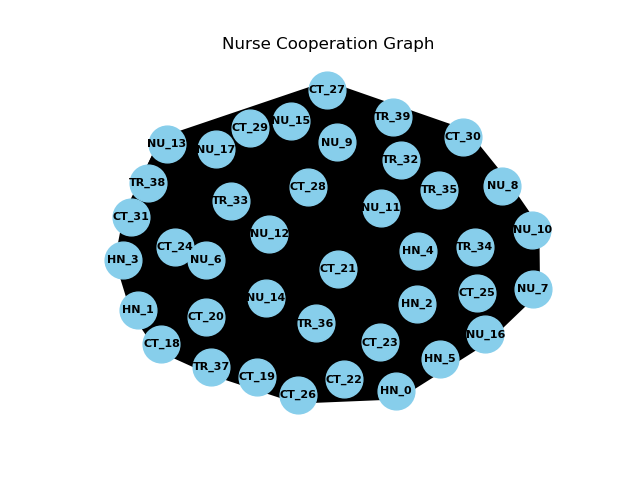 Nurse Cooperation Graph
CT_27
TR_39
NU_15
CT_29
CT_30
NU_13
NU_17
NU_9
TR_32
TR_38
CT_28
TR_35
NU_8
TR_33
NU_11
CT_31
NU_12
NU_10
CT_24
TR_34
HN_4
HN_3
NU_6
CT_21
NU_7
CT_25
NU_14
HN_2
HN_1
CT_20
TR_36
NU_16
CT_18
CT_23
HN_5
TR_37
CT_19
CT_22
HN_0
CT_26